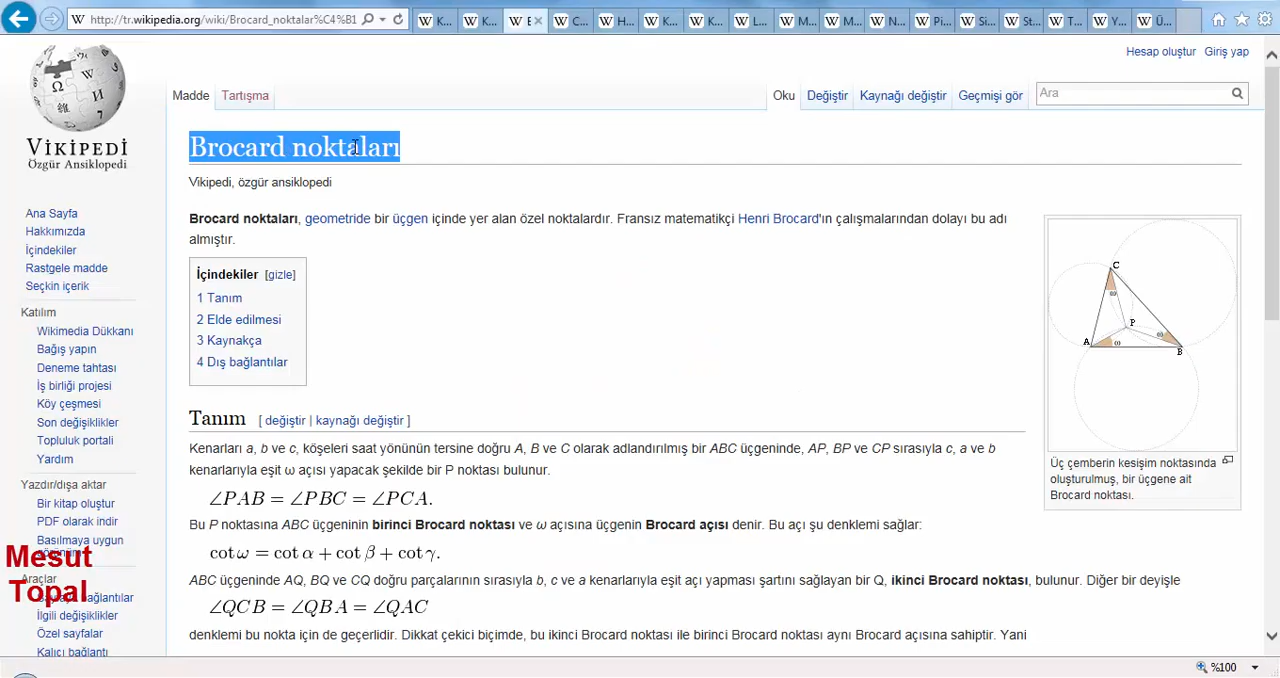 http://tr.wikipedia.org/wiki/Brocard_noktalar%C4%B1
W K... W K... W E W C... W H... W K... W K... W L... W M... W M... W N... W Pi... W Si... W St... W T... W Y... W Ü...
Hesap oluştur Giriş yap
Madde Tartışma Oku Değiştir Kaynağı değiştir Geçmişi gör Ara
VİKİPEDİ
Özgür Ansiklopedi
Brocard noktaları
Vikipedi, özgür ansiklopedi
Ana Sayfa
Hakkımızda
İçindekiler
Rastgele madde
Seçkin içerik
Katılım
Wikimedia Dükkanı
Bağış yapın
Deneme tahtası
İş birliği projesi
Köy çeşmesi
Son değişiklikler
Topluluk portali
Yardım
Yazdır/dışa aktar
Bir kitap oluştur
PDF olarak indir
Basılmaya uygun
Araçlar
bağlantılar
İlgili değişiklikler
Özel sayfalar
Kalıcı bağlantı
Mesut
Topal
Brocard noktaları, geometride bir üçgen içinde yer alan özel noktalardır. Fransız matematikçi Henri Brocard'ın çalışmalarından dolayı bu adı
almıştır.
İçindekiler [gizle]
1 Tanım
2 Elde edilmesi
3 Kaynakça
4 Dış bağlantılar
C
ω
P
ω
A
ω
B
Üç çemberin kesişim noktasında
oluşturulmuş, bir üçgene ait
Brocard noktası.
Tanım [ değiştir | kaynağı değiştir ]
Kenarları a, b ve c, köşeleri saat yönünün tersine doğru A, B ve C olarak adlandırılmış bir ABC üçgeninde, AP, BP ve CP sırasıyla c, a ve b
kenarlarıyla eşit ω açısı yapacak şekilde bir P noktası bulunur.
∠PAB = ∠PBC = ∠PCA.
Bu P noktasına ABC üçgeninin birinci Brocard noktası ve ω açısına üçgenin Brocard açısı denir. Bu açı şu denklemi sağlar:
cot ω = cot α + cot β + cot γ.
ABC üçgeninde AQ, BQ ve CQ doğru parçalarının sırasıyla b, c ve a kenarlarıyla eşit açı yapması şartını sağlayan bir Q, ikinci Brocard noktası, bulunur. Diğer bir deyişle
∠QCB = ∠QBA = ∠QAC
denklemi bu nokta için de geçerlidir. Dikkat çekici biçimde, bu ikinci Brocard noktası ile birinci Brocard noktası aynı Brocard açısına sahiptir. Yani
%100